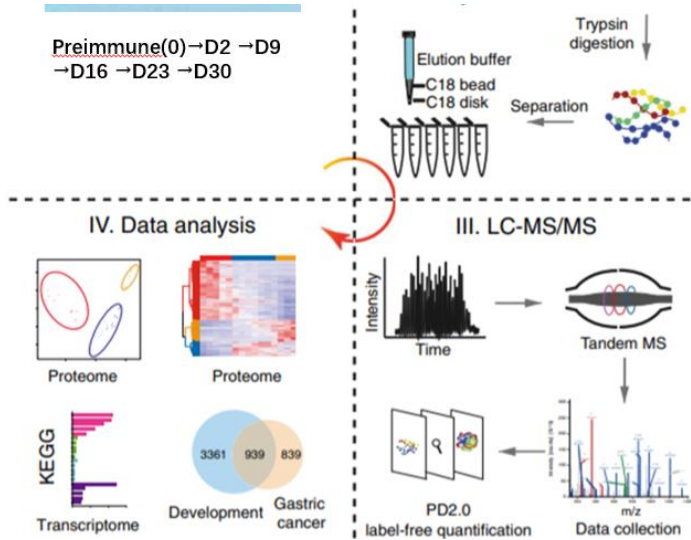 Preimmune(0)→D2 →D9
→D16 →D23 →D30
Trypsin
digestion
Elution buffer
C18 bead
C18 disk
Separation
IV. Data analysis
Proteome
Proteome
KEGG
Transcriptome
3361
939
839
Development
Gastric
cancer
III. LC-MS/MS
Intensity
Time
Tandem MS
PD2.0
label-free quantification
m/z
Data collection